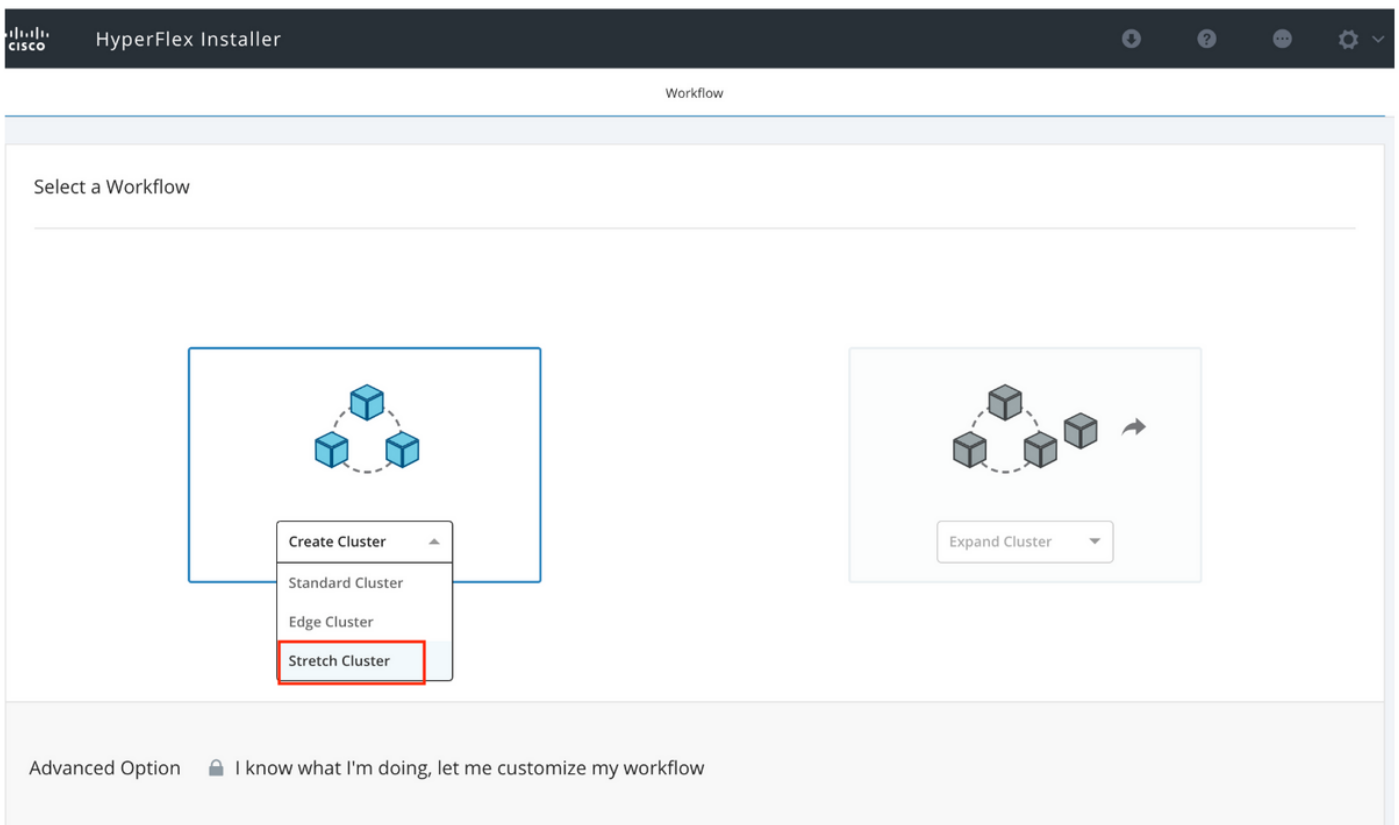 cisco HyperFlex Installer
Workflow
Select a Workflow
Create Cluster
Standard Cluster
Edge Cluster
Stretch Cluster
Expand Cluster
Advanced Option I know what I'm doing, let me customize my workflow